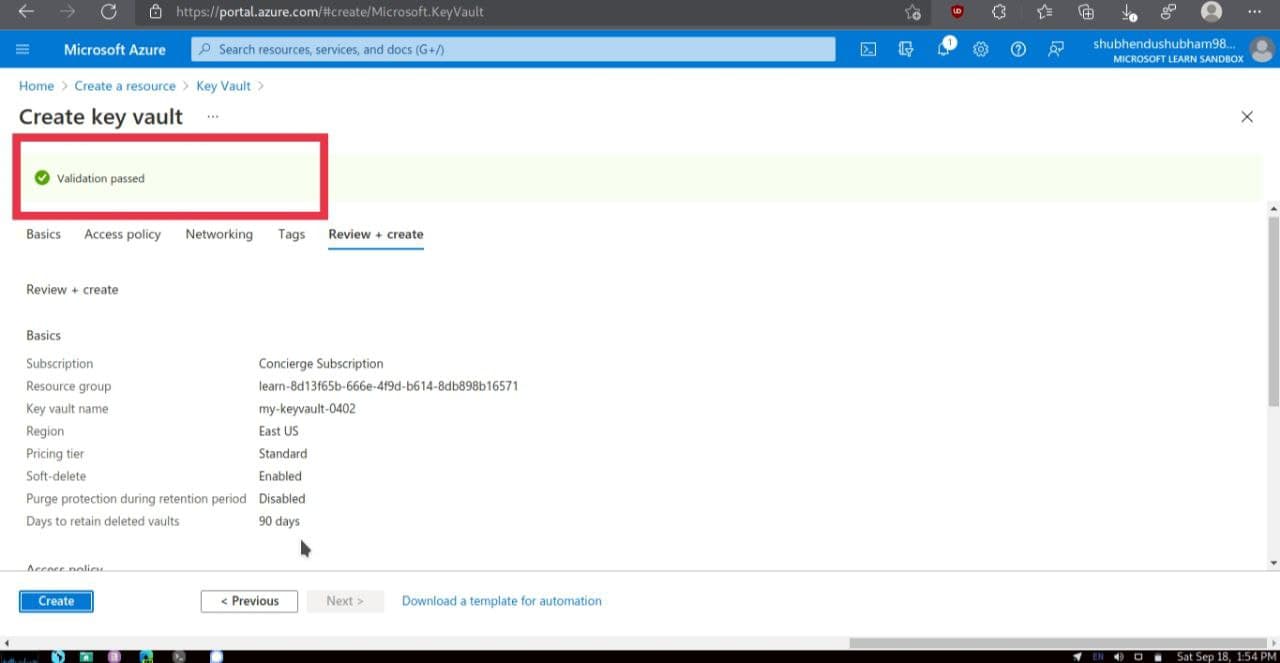 https://portal.azure.com/#create/Microsoft.KeyVault
Microsoft Azure
Search resources, services, and docs (G+/)
1
shubhendushubham98...
MICROSOFT LEARN SANDBOX
Home > Create a resource > Key Vault >
Create key vault ...
Validation passed
Basics Access policy Networking Tags Review + create
Review + create
Basics
Subscription Concierge Subscription
Resource group learn-8d13f65b-666e-4f9d-b614-8db898b16571
Key vault name my-keyvault-0402
Region East US
Pricing tier Standard
Soft-delete Enabled
Purge protection during retention period Disabled
Days to retain deleted vaults 90 days
Access policy
Create < Previous Next > Download a template for automation
EN Sat Sep 18, 1:54 PM